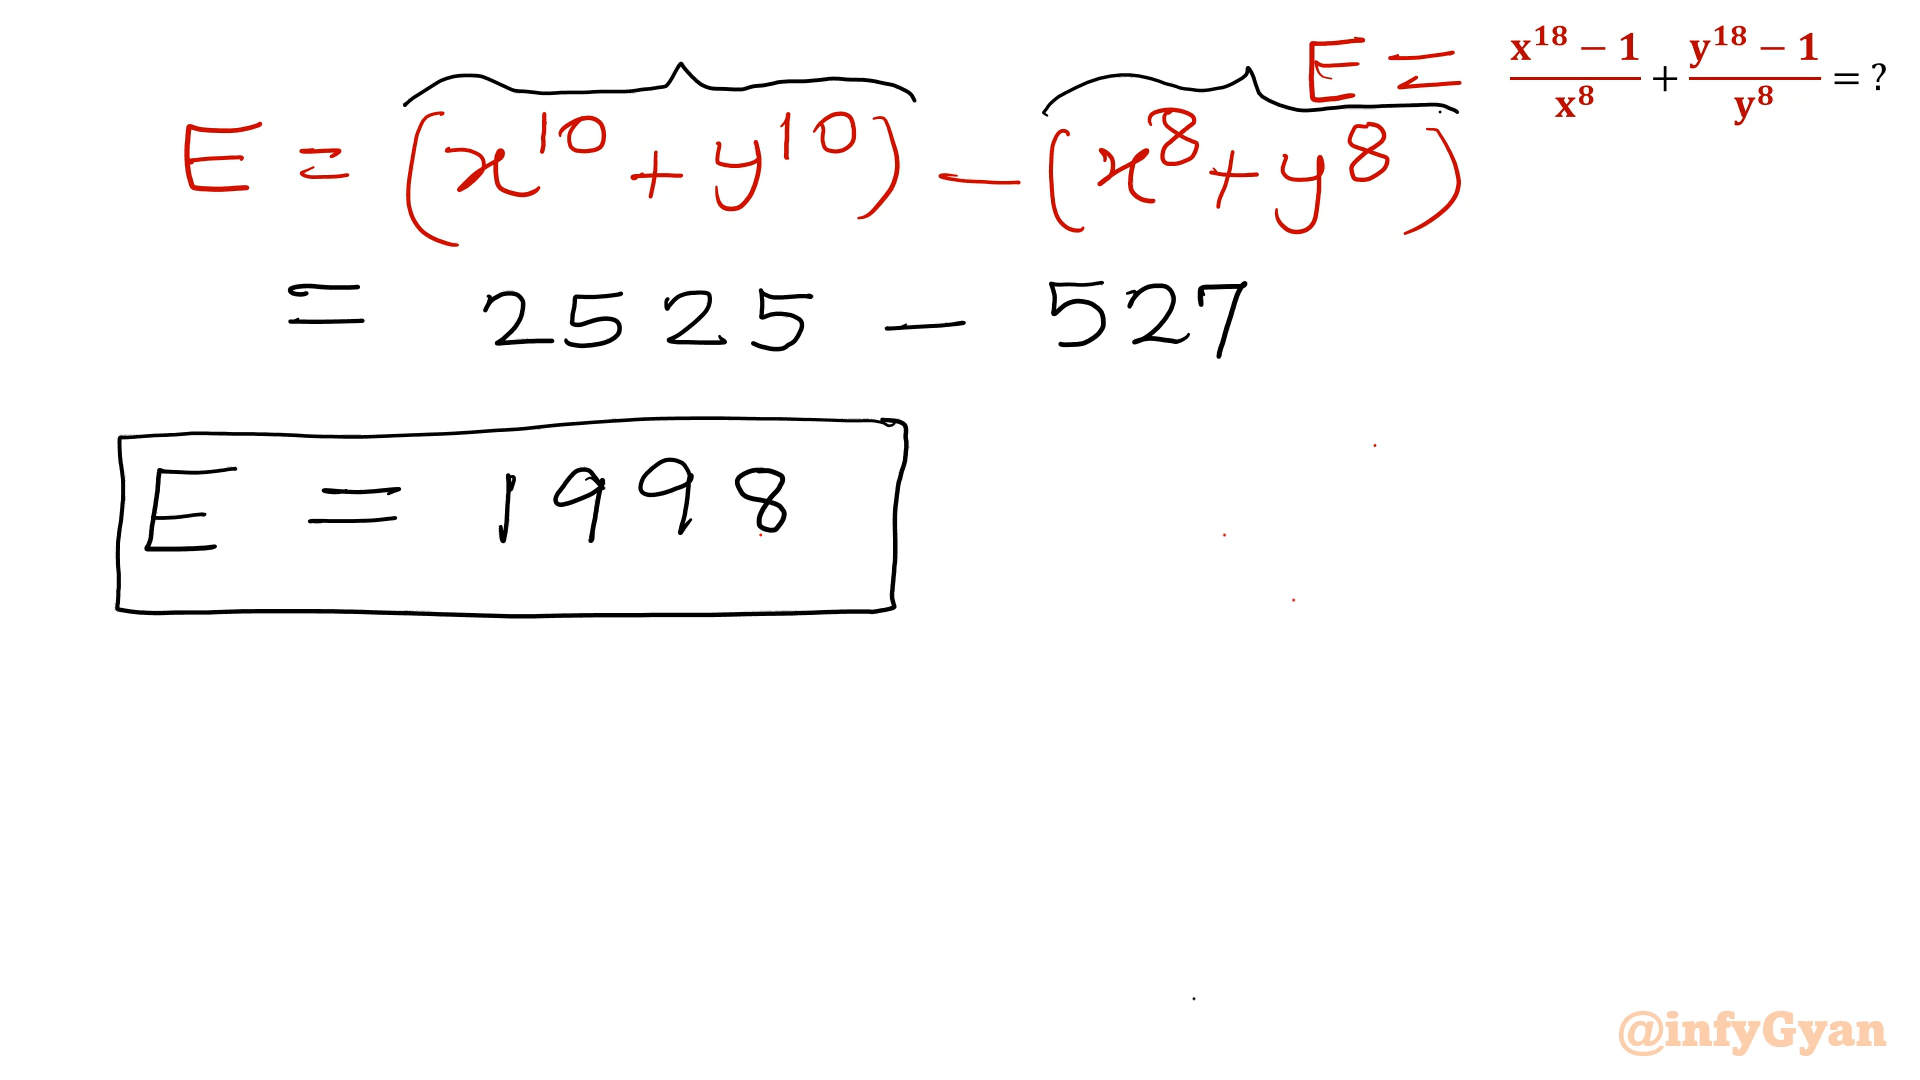 E = x¹⁸ − 1 / x⁸ + y¹⁸ − 1 / y⁸ = ?
E = (x¹⁰ + y¹⁰) − (x⁸ + y⁸)
= 2525 − 527
E = 1998
@infyGyan